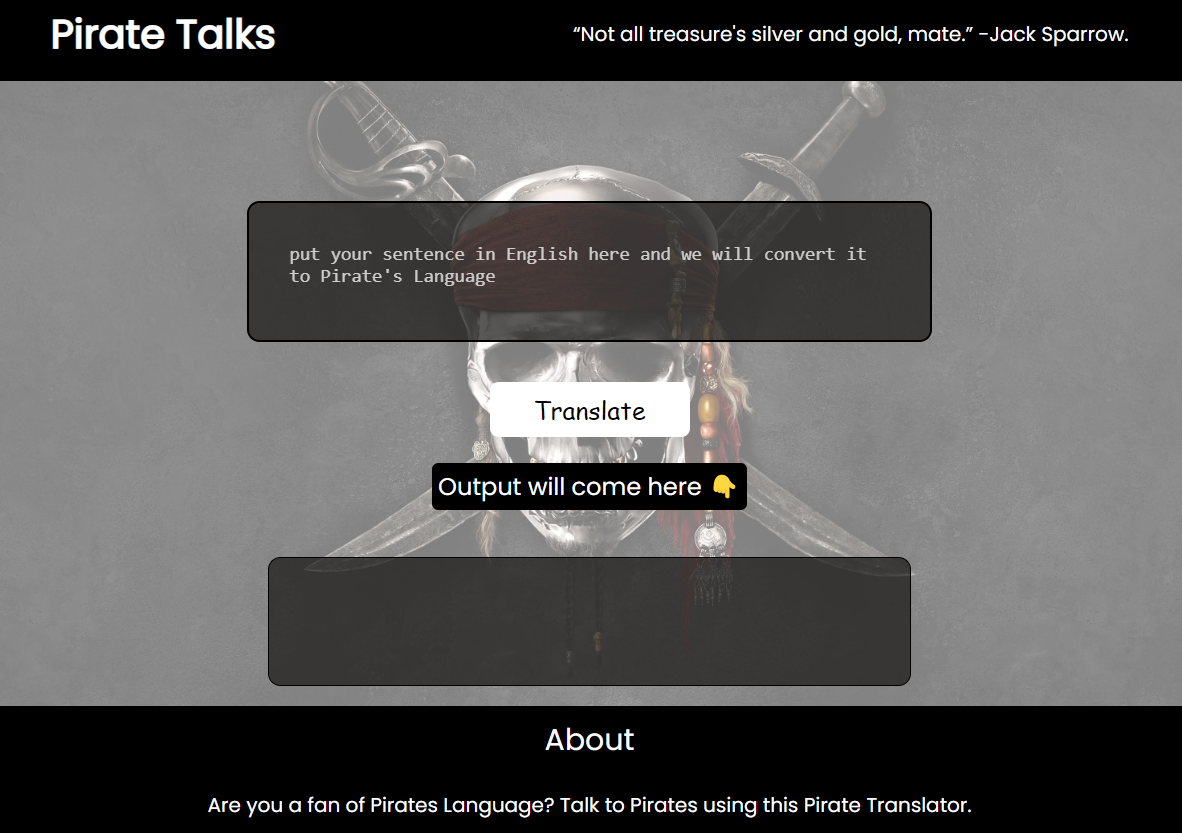 Pirate Talks
“Not all treasure's silver and gold, mate.” -Jack Sparrow.
put your sentence in English here and we will convert it
to Pirate's Language
Translate
Output will come here 👇
About
Are you a fan of Pirates Language? Talk to Pirates using this Pirate Translator.